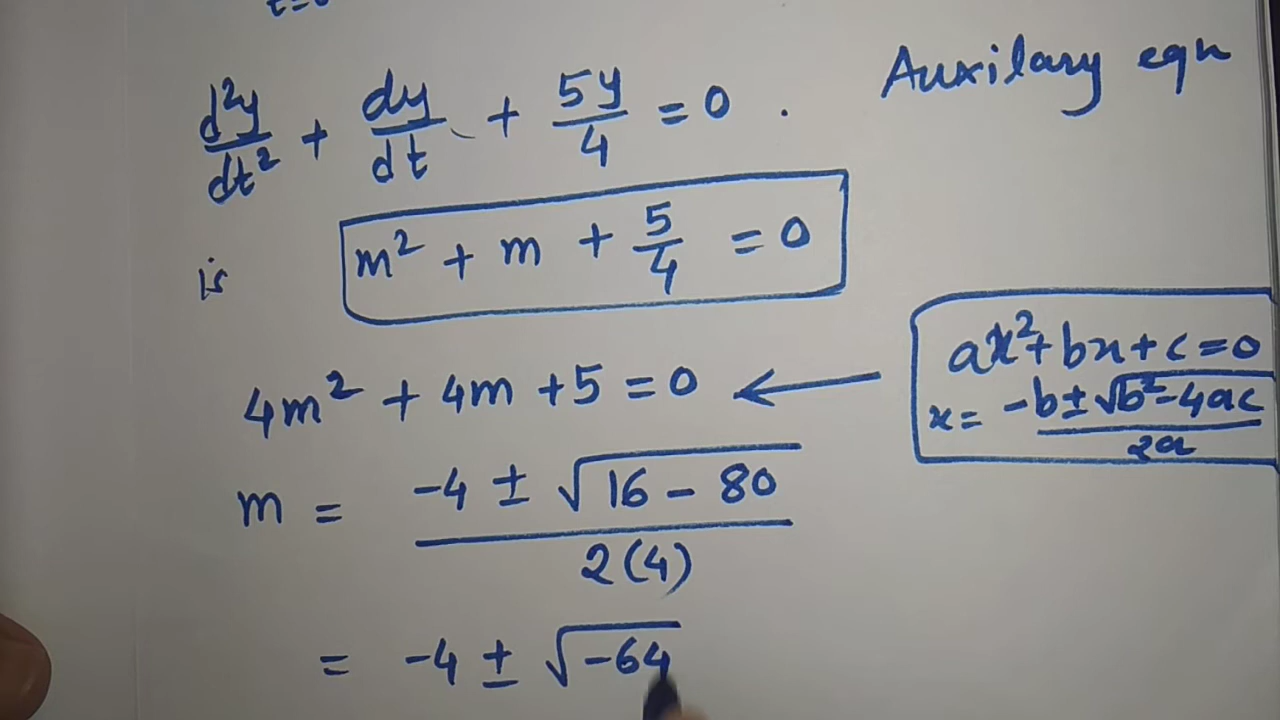 t=0
d²y/dt² + dy/dt + 5y/4 = 0 . Auxilary eqn
is m² + m + 5/4 = 0
4m² + 4m + 5 = 0 ←
ax² + bx + c = 0
x = -b ± √b² - 4ac / 2a
m = -4 ± √16 - 80 / 2(4)
= -4 ± √-64